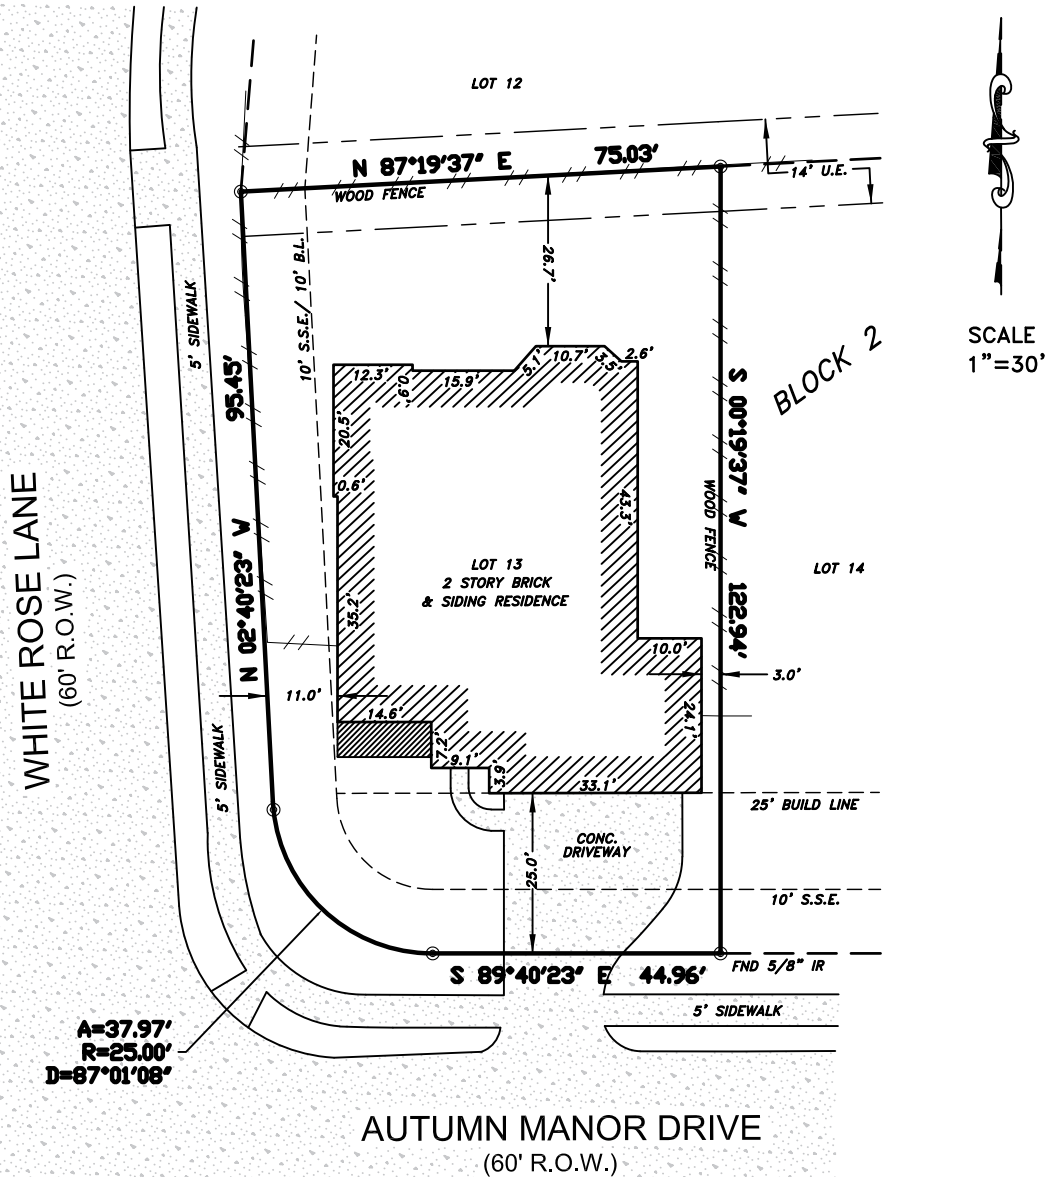 LOT 12
N 87°19'37" E 75.03'
WOOD FENCE
14' U.E.
SCALE
1"=30'
10' S.S.E./ 10' B.L.
26.7'
5' SIDEWALK
95.45'
BLOCK 2
12.3'
0.6'
15.9'
5.1'
10.7'
3.5'
2.6'
20.5'
0.6'
43.3'
S 00°19'37" W 122.94'
WOOD FENCE
WHITE ROSE LANE
(60' R.O.W.)
N 02°40'23" W
LOT 13
2 STORY BRICK
& SIDING RESIDENCE
LOT 14
35.2'
10.0'
3.0'
11.0'
14.6'
24.1'
7.2'
9.1'
3.9'
33.1'
5' SIDEWALK
25' BUILD LINE
CONC.
DRIVEWAY
25.0'
10' S.S.E.
S 89°40'23" E 44.96'
FND 5/8" IR
5' SIDEWALK
A=37.97'
R=25.00'
D=87°01'08"
AUTUMN MANOR DRIVE
(60' R.O.W.)